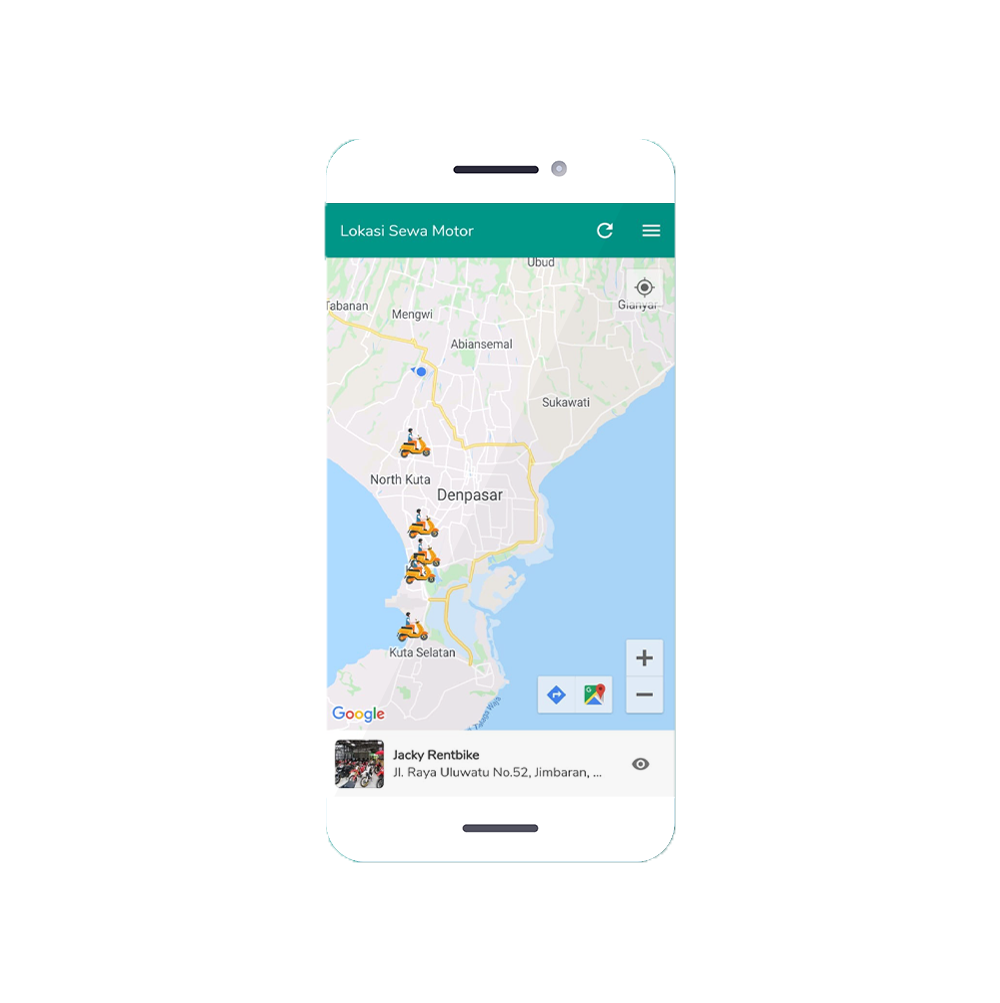 Lokasi Sewa Motor
Ubud
Tabanan
Gianyar
Mengwi
Abiansemal
Sukawati
North Kuta
Denpasar
Kuta Selatan
Google
Jacky Rentbike
Jl. Raya Uluwatu No.52, Jimbaran, ...